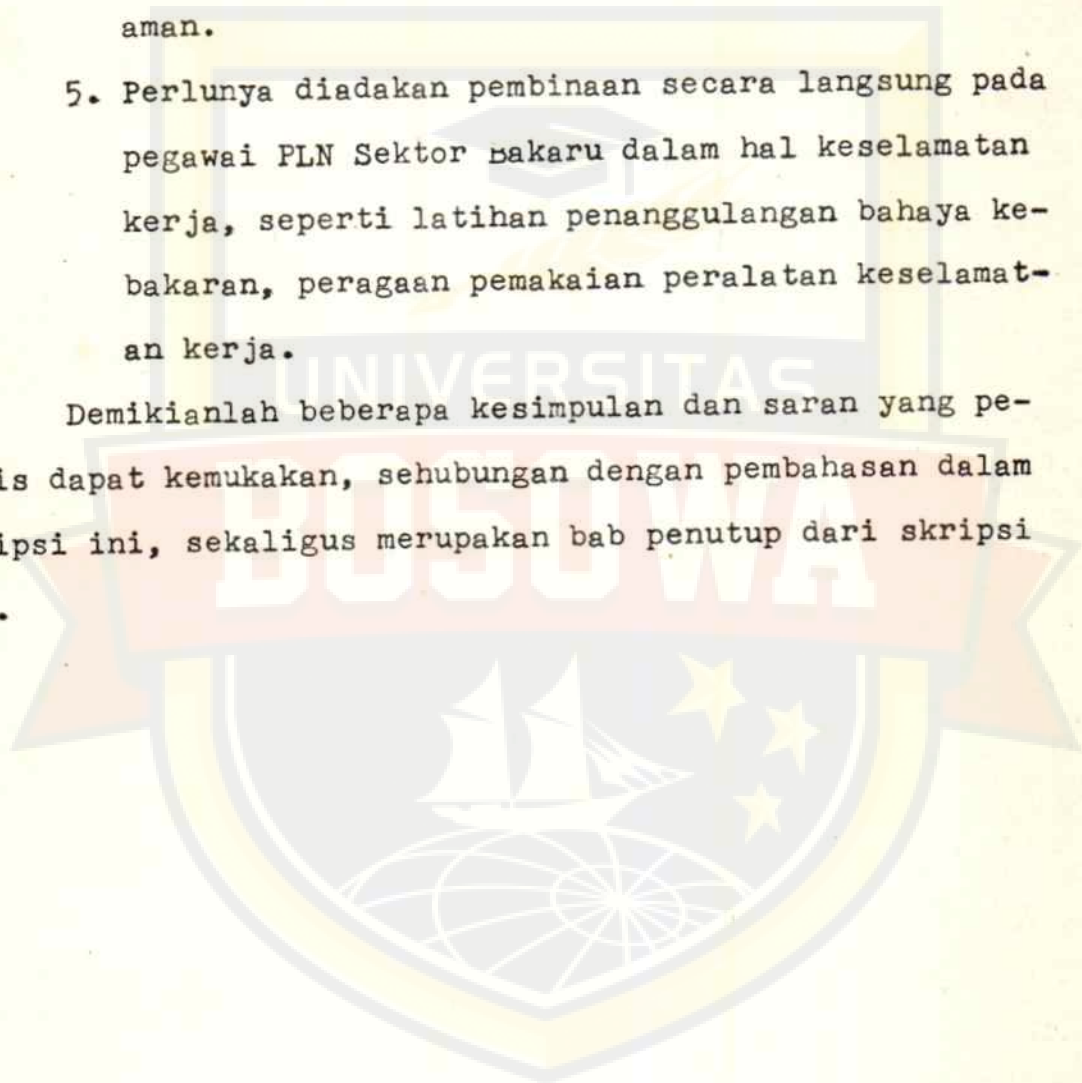 aman.
5. Perlunya diadakan pembinaan secara langsung pada
pegawai PLN Sektor Bakaru dalam hal keselamatan
kerja, seperti latihan penanggulangan bahaya ke-
bakaran, peragaan pemakaian peralatan keselamat-
an kerja.
UNIVERSITAS
Demikianlah beberapa kesimpulan dan saran yang pe-
is dapat kemukakan, sehubungan dengan pembahasan dalam
ipsi ini, sekaligus merupakan bab penutup dari skripsi
.
BOSOWA